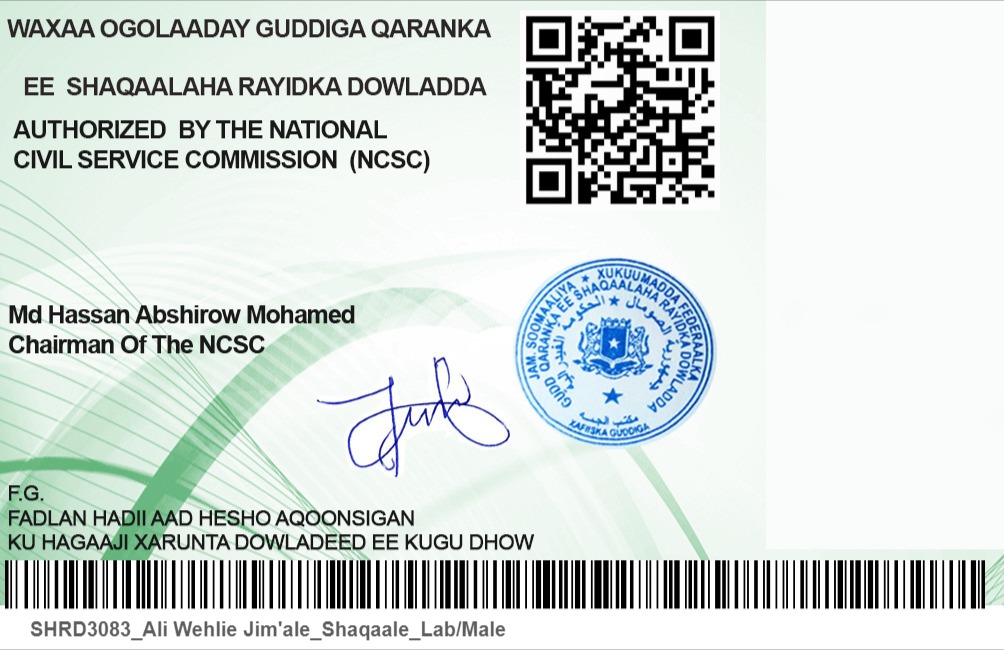 WAXAA OGOLAADAY GUDDIGA QARANKA
EE SHAQAALAHA RAYIDKA DOWLADDA
AUTHORIZED BY THE NATIONAL
CIVIL SERVICE COMMISSION (NCSC)
Md Hassan Abshirow Mohamed
Chairman Of The NCSC
JAM. SOOMAALIYA ★ XUKUUMADDA FEDERAALKA
GUDD QARANKA EE SHAQAALAHA RAYIDKA DOWLADDA
XAFIISKA GUDDIGA
F.G.
FADLAN HADII AAD HESHO AQOONSIGAN
KU HAGAAJI XARUNTA DOWLADEED EE KUGU DHOW
SHRD3083_Ali Wehlie Jim'ale_Shaqaale_Lab/Male